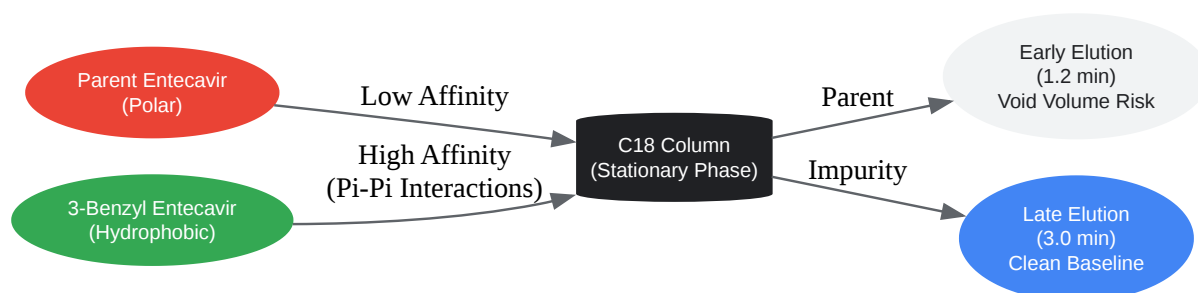 Parent Entecavir
(Polar)
Low Affinity
High Affinity
(Pi-Pi Interactions)
3-Benzyl Entecavir
(Hydrophobic)
C18 Column
(Stationary Phase)
Parent
Impurity
Early Elution
(1.2 min)
Void Volume Risk
Late Elution
(3.0 min)
Clean Baseline